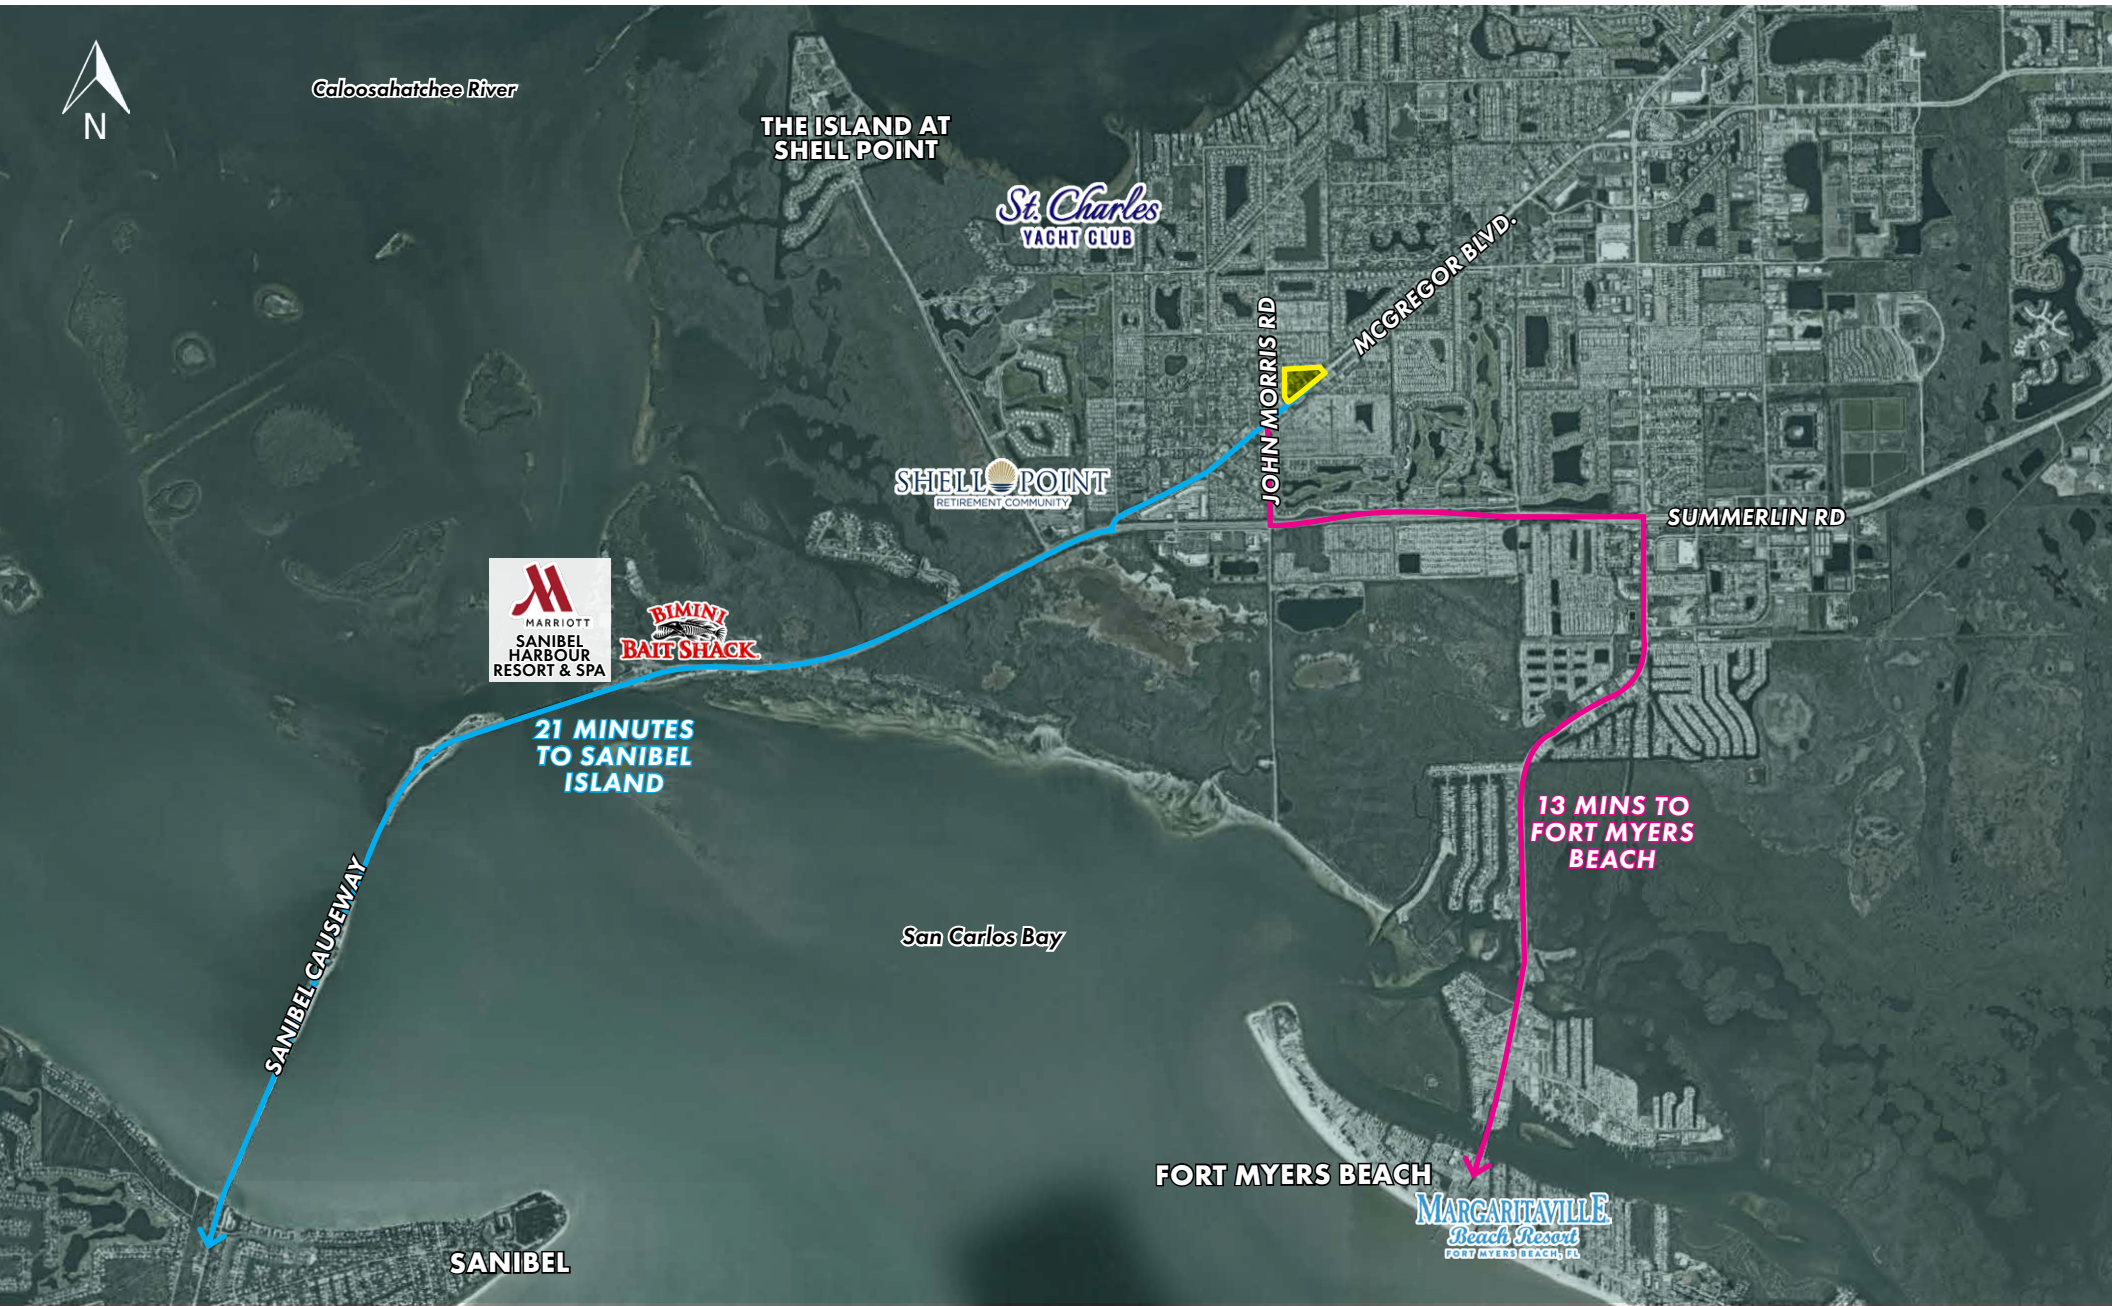 N
Caloosahatchee River
THE ISLAND AT
SHELL POINT
St. Charles
YACHT CLUB
MCGREGOR BLVD.
JOHN MORRIS RD
SHELL POINT
RETIREMENT COMMUNITY
SUMMERLIN RD
MARRIOTT
SANIBEL
HARBOUR
RESORT & SPA
BIMINI
BAIT SHACK
21 MINUTES
TO SANIBEL
ISLAND
13 MINS TO
FORT MYERS
BEACH
SANIBEL CAUSEWAY
San Carlos Bay
FORT MYERS BEACH
MARGARITAVILLE
Beach Resort
FORT MYERS BEACH, FL
SANIBEL